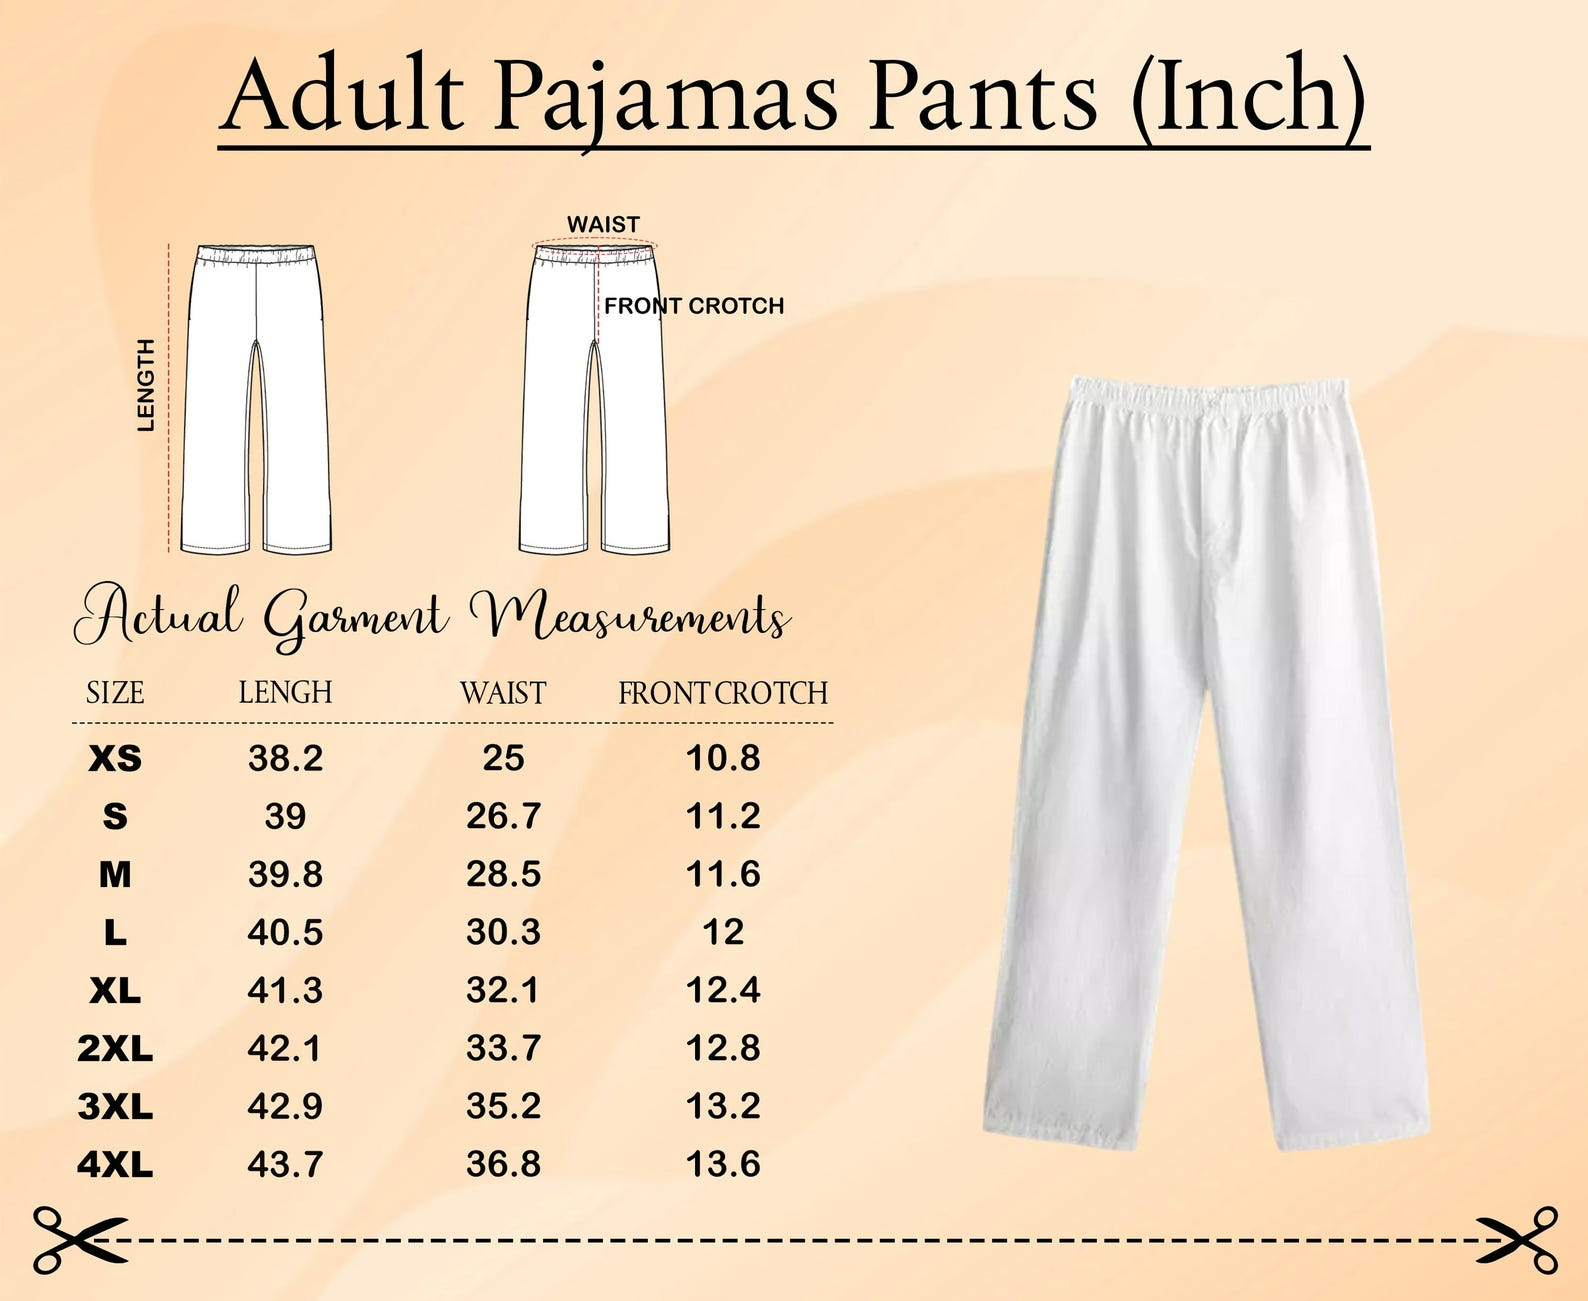 Adult Pajamas Pants (Inch)
WAIST
FRONT CROTCH
LENGTH
Actual Garment Measurements
SIZE LENGH WAIST FRONT CROTCH
XS 38.2 25 10.8
S 39 26.7 11.2
M 39.8 28.5 11.6
L 40.5 30.3 12
XL 41.3 32.1 12.4
2XL 42.1 33.7 12.8
3XL 42.9 35.2 13.2
4XL 43.7 36.8 13.6